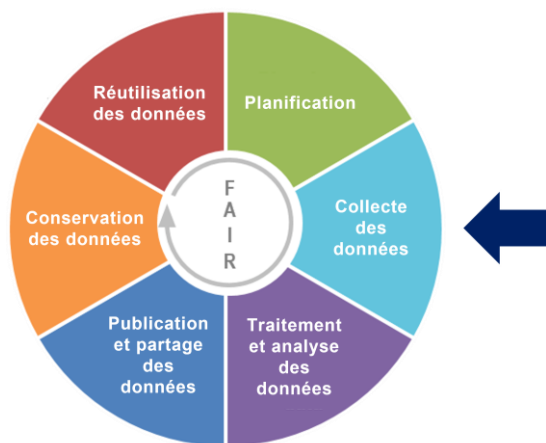 Planification
Collecte
des
données
Traitement
et analyse
des
données
Publication
et partage
des
données
Conservation
des données
Réutilisation
des données
F
A
I
R